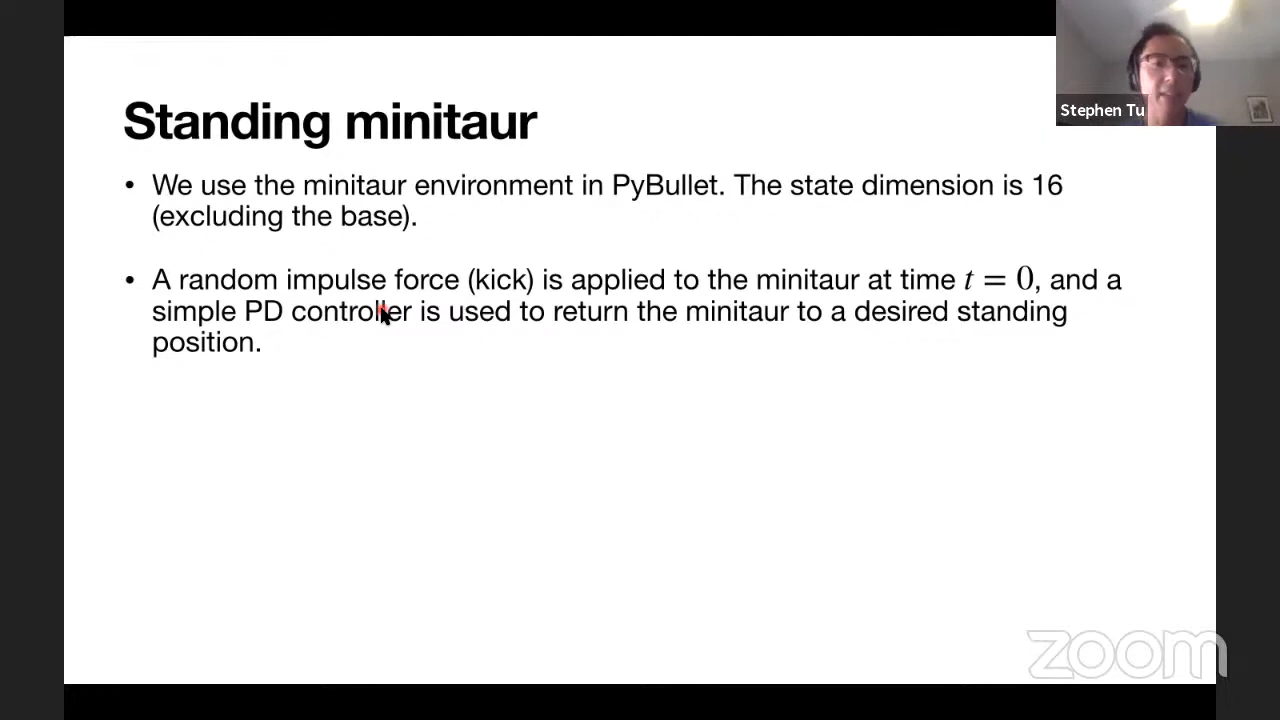 Standing minitaur
• We use the minitaur environment in PyBullet. The state dimension is 16
(excluding the base).
• A random impulse force (kick) is applied to the minitaur at time t = 0, and a
simple PD controller is used to return the minitaur to a desired standing
position.
Stephen Tu
zoom